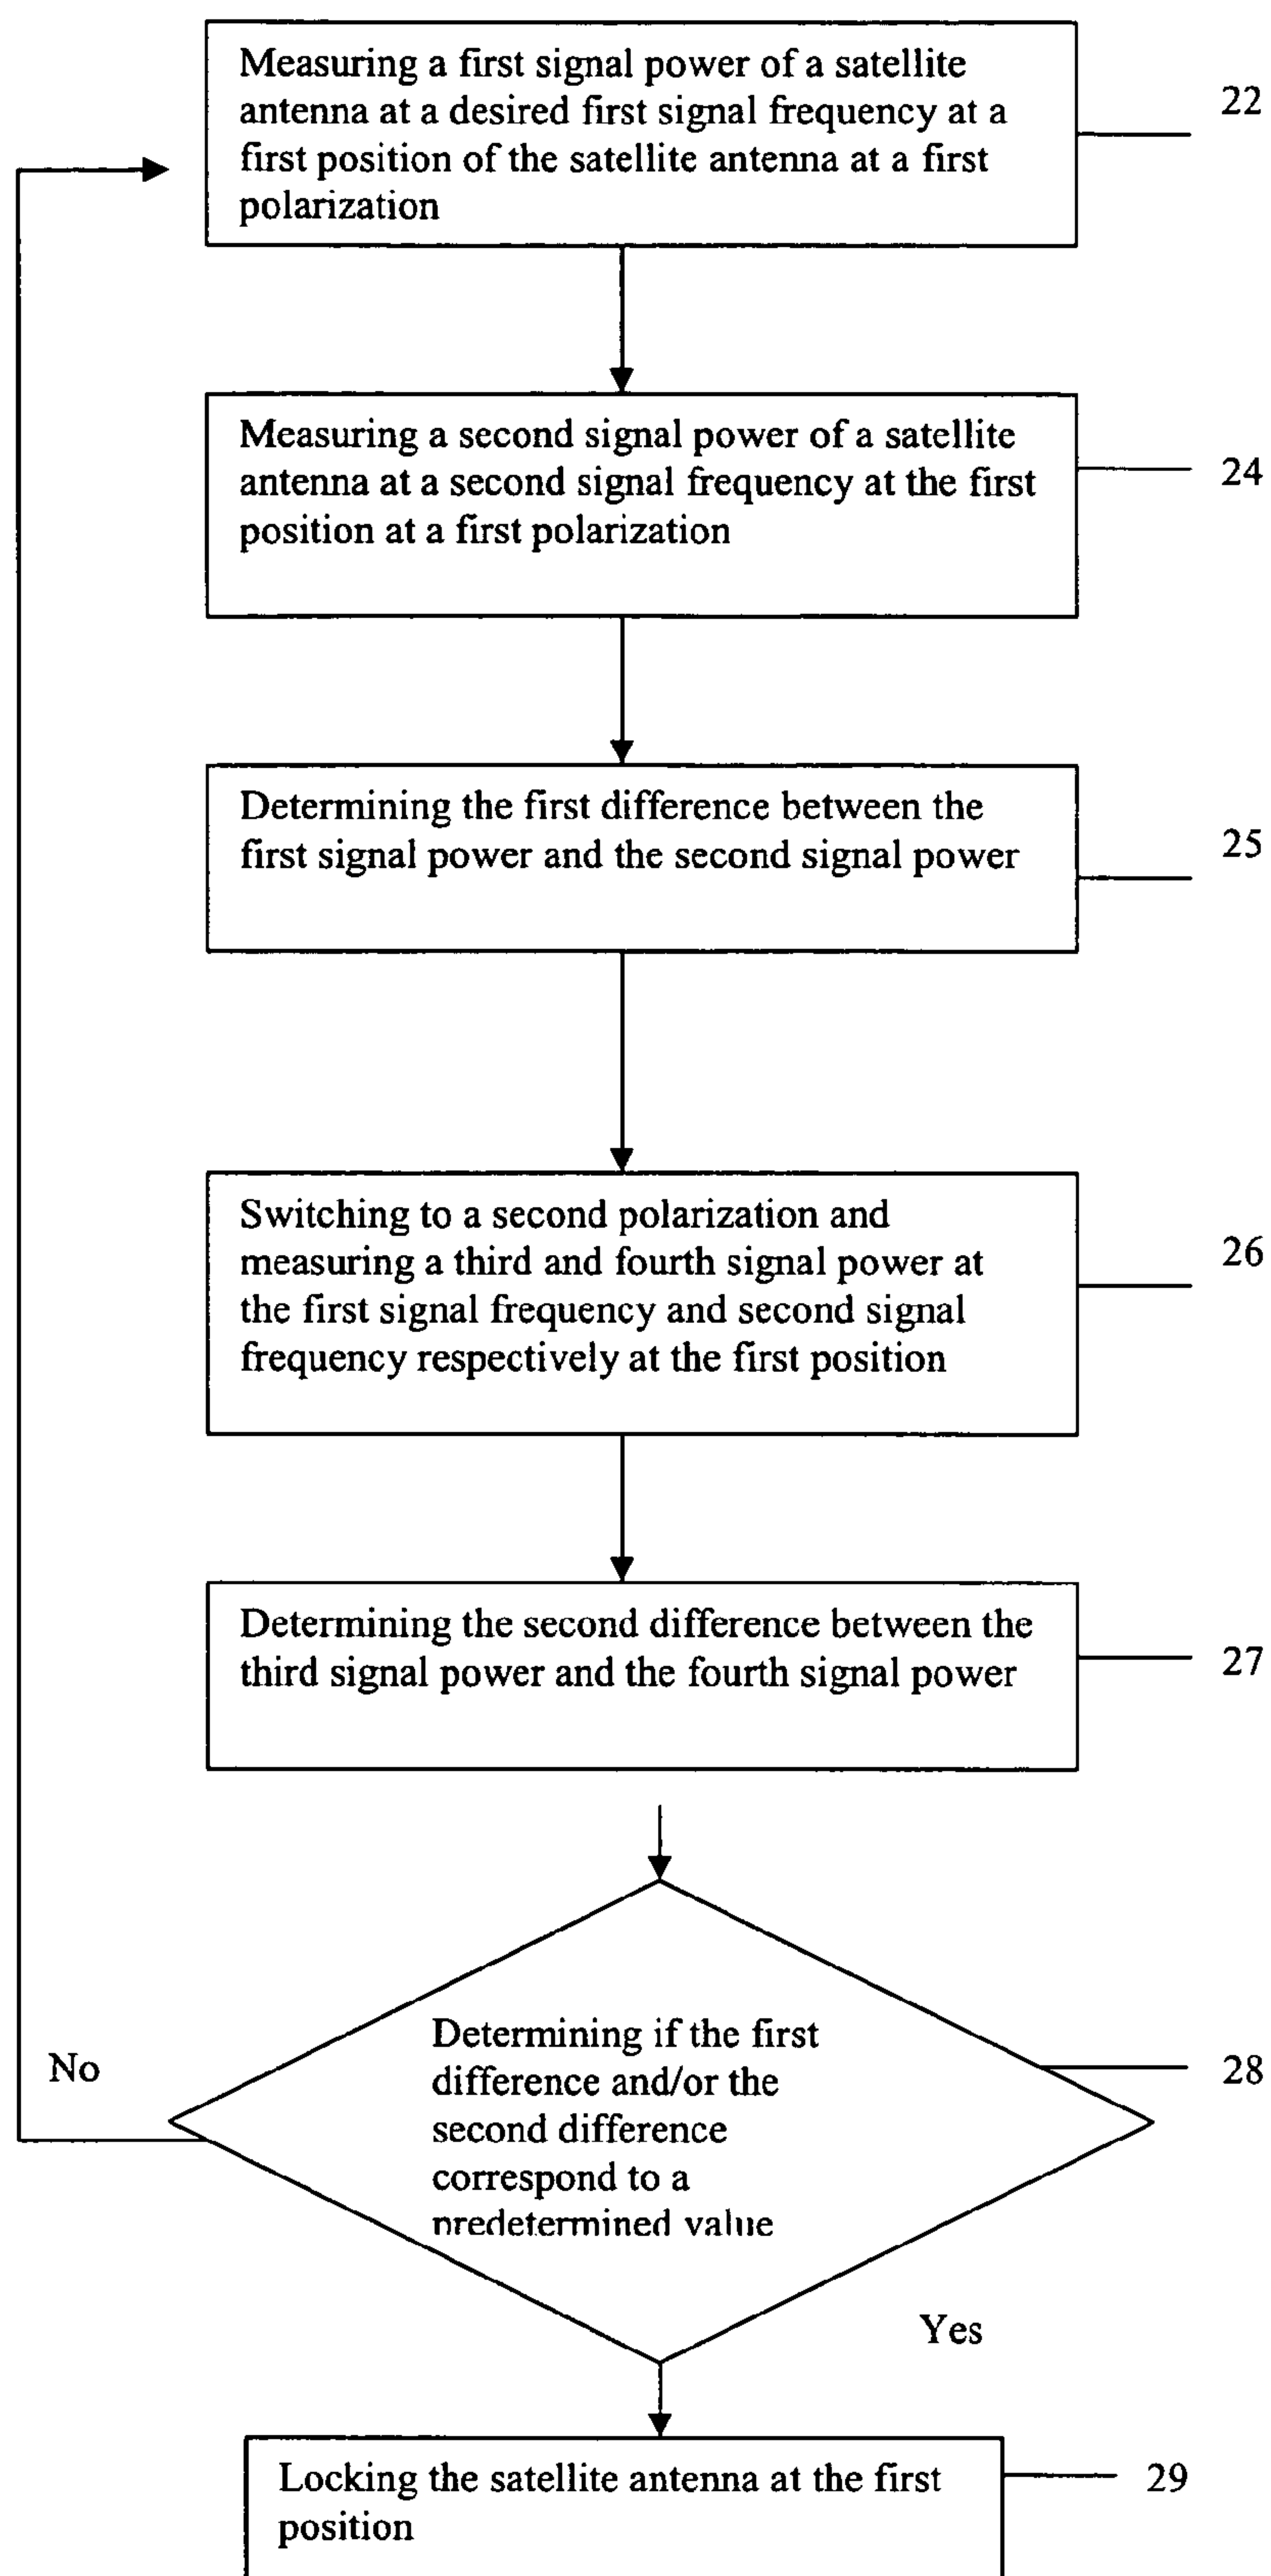 Measuring a first signal power of a satellite
antenna at a desired first signal frequency at a
first position of the satellite antenna at a first
polarization
22
Measuring a second signal power of a satellite
antenna at a second signal frequency at the first
position at a first polarization
24
Determining the first difference between the
first signal power and the second signal power
25
Switching to a second polarization and
measuring a third and fourth signal power at
the first signal frequency and second signal
frequency respectively at the first position
26
Determining the second difference between the
third signal power and the fourth signal power
27
Determining if the first
difference and/or the
second difference
correspond to a
predetermined value
28
No
Yes
Locking the satellite antenna at the first
position
29